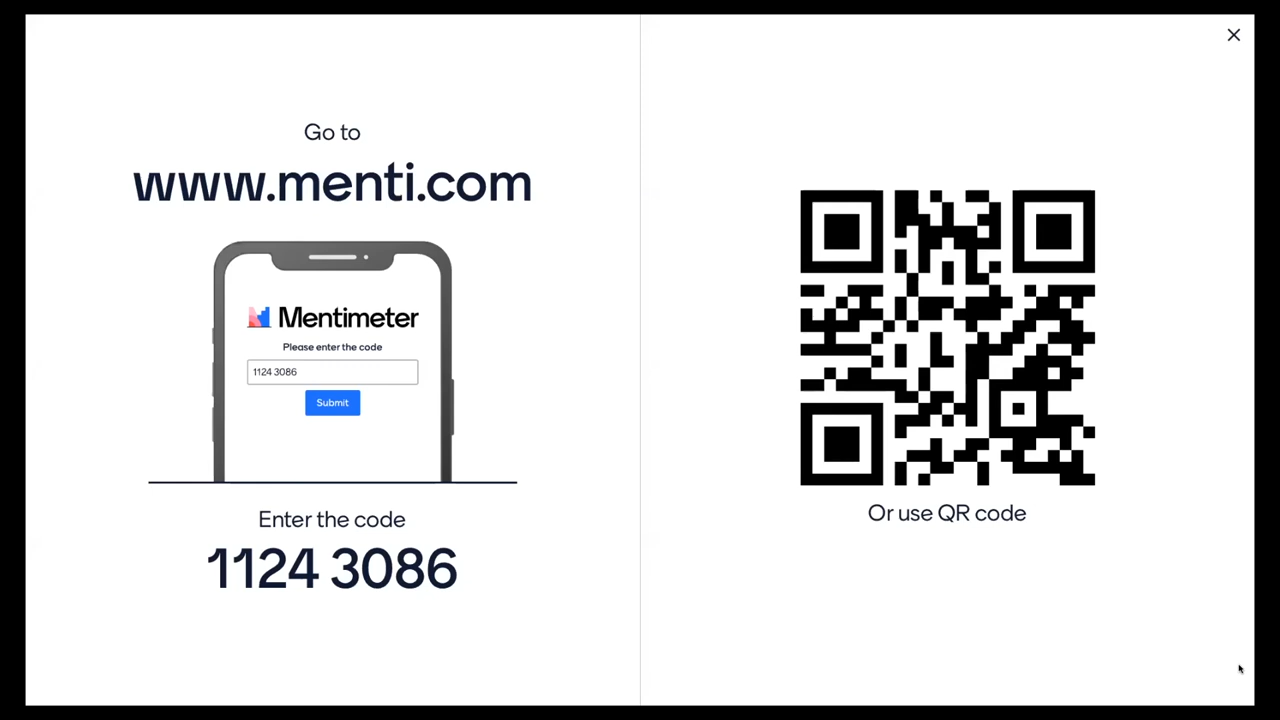 Go to
www.menti.com
Mentimeter
Please enter the code
1124 3086
Submit
Enter the code
1124 3086
Or use QR code